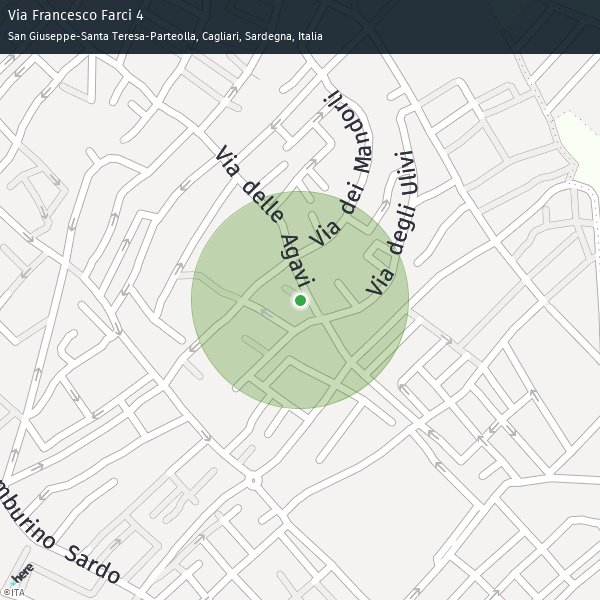 Via Francesco Farci 4
San Giuseppe-Santa Teresa-Parteolla, Cagliari, Sardegna, Italia
Via delle Agavi
Via dei Mandorli
Via degli Ulivi
mburino Sardo
here
©ITA